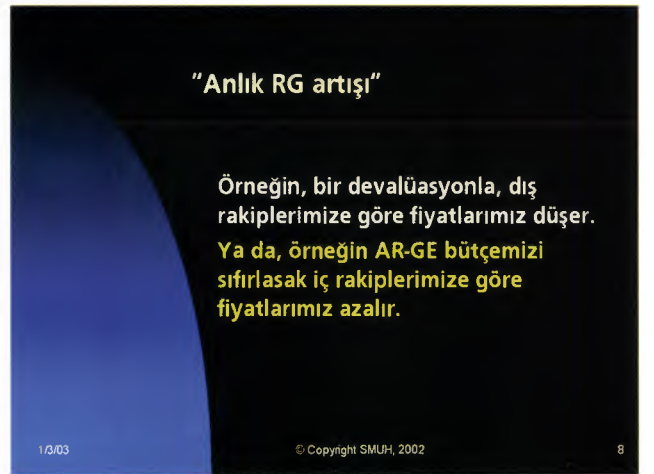 "Anlık RG artışı"
Örneğin, bir devalüasyonla, dış
rakiplerimize göre fiyatlarımız düşer.
Ya da, örneğin AR-GE bütçemizi
sıfırlasak iç rakiplerimize göre
fiyatlarımız azalır.
1/3/03 © Copyright SMUH, 2002 8